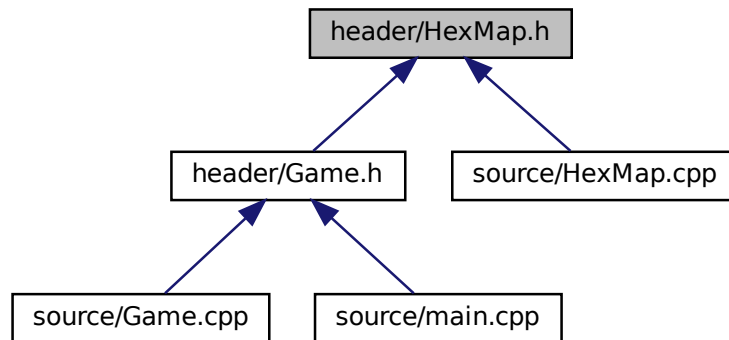 header/HexMap.h
header/Game.h
source/HexMap.cpp
source/Game.cpp
source/main.cpp